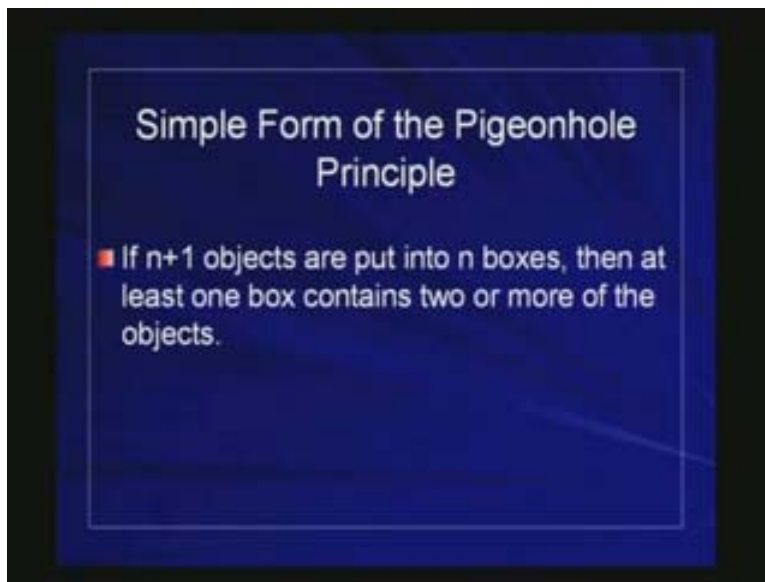 Simple Form of the Pigeonhole
Principle
If n+1 objects are put into n boxes, then at
least one box contains two or more of the
objects.